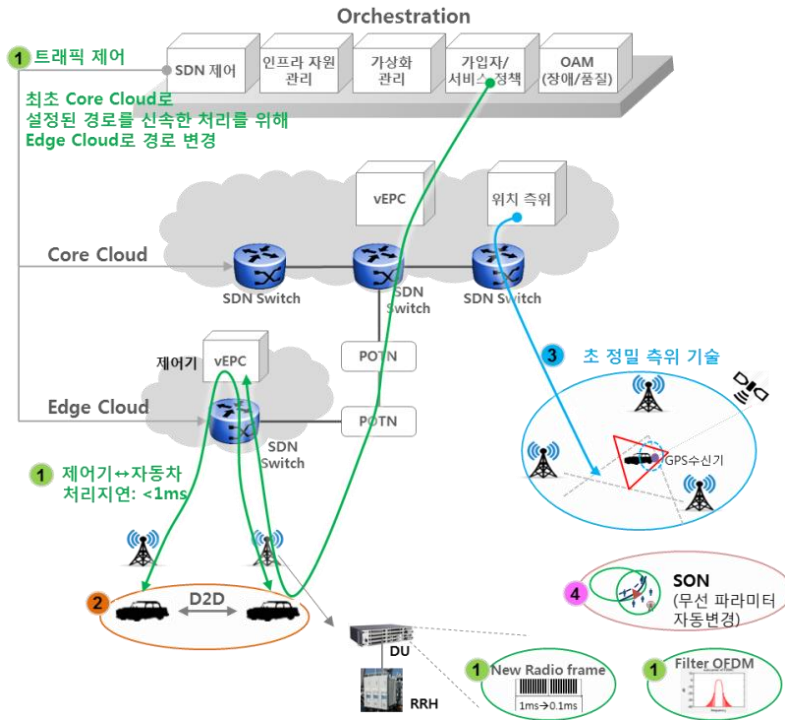 Orchestration
1 트래픽 제어
SDN 제어
인프라 자원
관리
가상화
관리
가입자/
서비스 정책
OAM
(장애/품질)
최초 Core Cloud로
설정된 경로를 신속한 처리를 위해
Edge Cloud로 경로 변경
vEPC
위치 측위
Core Cloud
SDN Switch
SDN
Switch
SDN Switch
제어기
vEPC
POTN
3 초 정밀 측위 기술
Edge Cloud
SDN
Switch
POTN
GPS수신기
1 제어기↔자동차
처리지연: <1ms
2
D2D
4
SON
(무선 파라미터
자동변경)
DU
RRH
1 New Radio frame
1ms→0.1ms
1 Filter OFDM